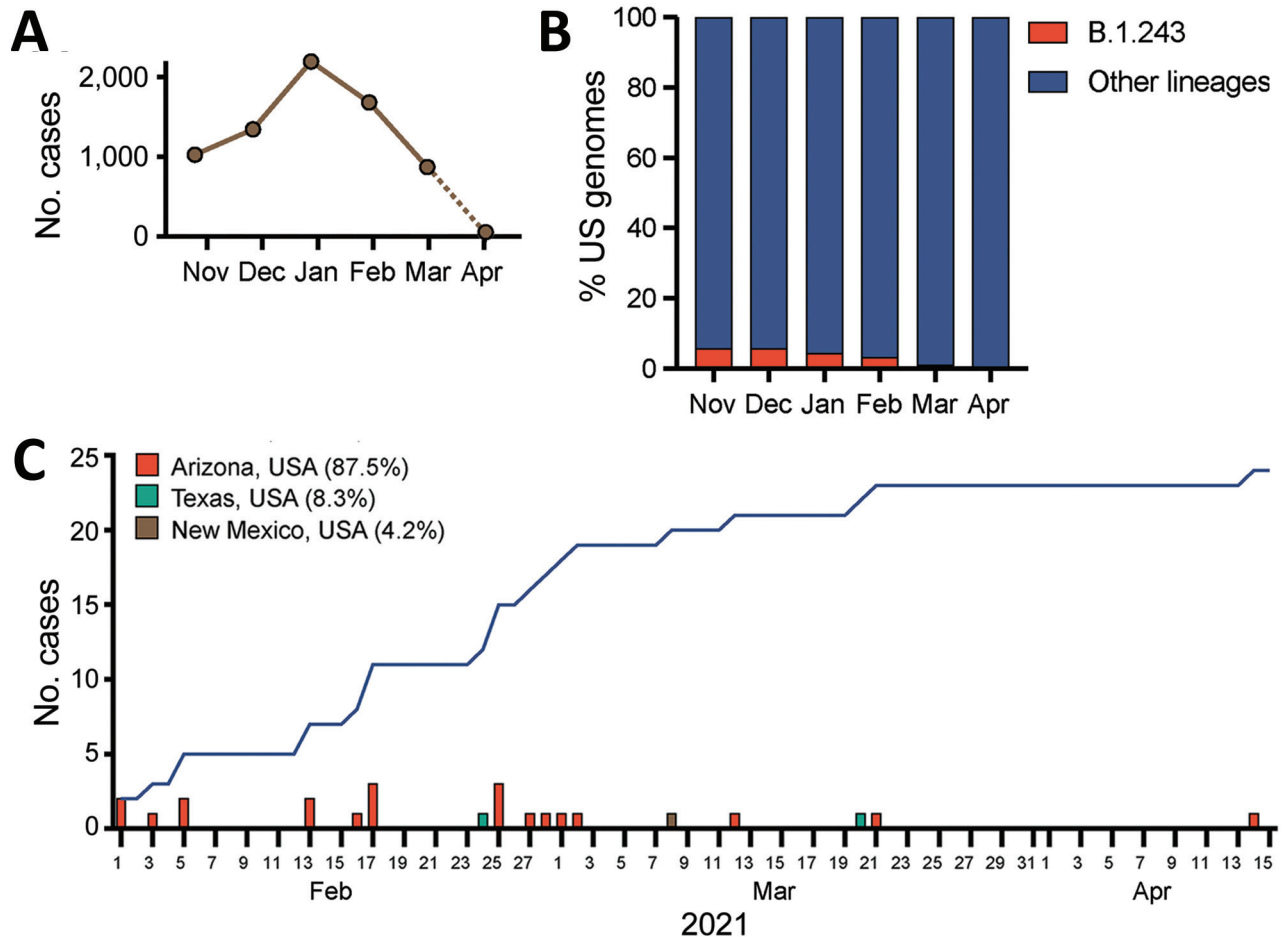 A
No. cases
2,000
1,000
0
Nov Dec Jan Feb Mar Apr
B
% US genomes
100
80
60
40
20
0
Nov Dec Jan Feb Mar Apr
B.1.243
Other lineages
C
No. cases
25
20
15
10
5
0
Arizona, USA (87.5%)
Texas, USA (8.3%)
New Mexico, USA (4.2%)
1 3 5 7 9 11 13 15 17 19 21 23 25 27 1 3 5 7 9 11 13 15 17 19 21 23 25 27 29 31 1 3 5 7 9 11 13 15
Feb Mar Apr
2021